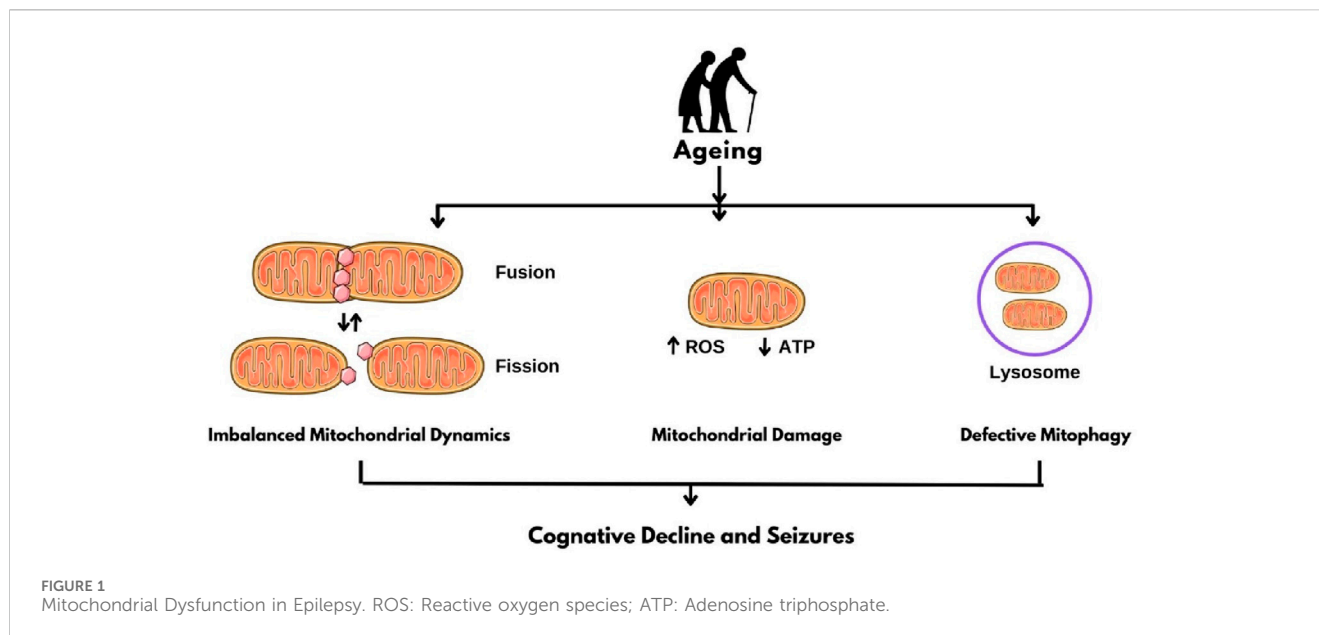 Ageing
Fusion
Fission
↑ ROS ↓ ATP
Lysosome
Imbalanced Mitochondrial Dynamics
Mitochondrial Damage
Defective Mitophagy
Cognative Decline and Seizures
FIGURE 1
Mitochondrial Dysfunction in Epilepsy. ROS: Reactive oxygen species; ATP: Adenosine triphosphate.